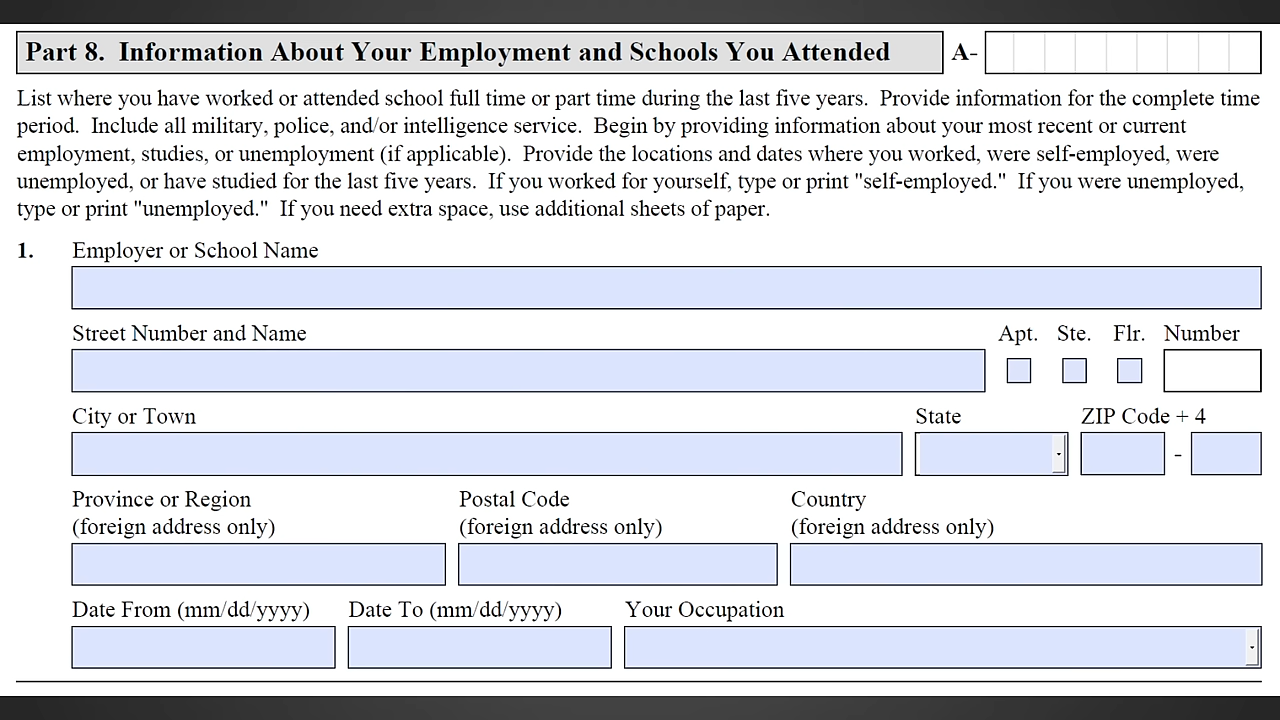 Part 8. Information About Your Employment and Schools You Attended A-
List where you have worked or attended school full time or part time during the last five years. Provide information for the complete time
period. Include all military, police, and/or intelligence service. Begin by providing information about your most recent or current
employment, studies, or unemployment (if applicable). Provide the locations and dates where you worked, were self-employed, were
unemployed, or have studied for the last five years. If you worked for yourself, type or print "self-employed." If you were unemployed,
type or print "unemployed." If you need extra space, use additional sheets of paper.
1. Employer or School Name
Street Number and Name Apt. Ste. Flr. Number
City or Town State ZIP Code + 4
-
Province or Region Postal Code Country
(foreign address only) (foreign address only) (foreign address only)
Date From (mm/dd/yyyy) Date To (mm/dd/yyyy) Your Occupation